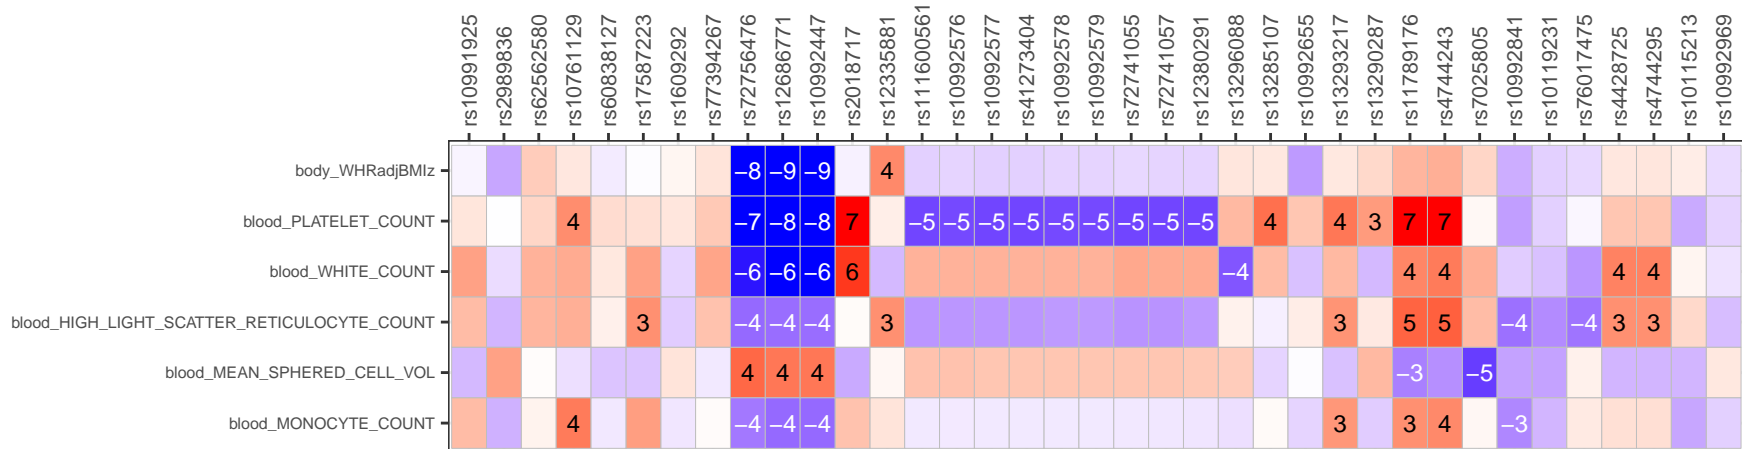 rs10991925 rs29898836 rs62562580 rs10761129 rs60838127 rs17587223 rs1609292 rs77394267 rs72756476 rs12686771 rs10992447 rs2018717 rs12335881 rs111600561 rs10992576 rs10992577 rs41273404 rs10992578 rs10992579 rs72741055 rs72741057 rs12380291 rs13296088 rs13285107 rs10992655 rs13293217 rs13290287 rs11789176 rs4744243 rs7025805 rs10992841 rs10119231 rs76017475 rs4428725 rs4744295 rs10115213 rs10992969
body_WHRadjBMIz −8 −9 −9 4
blood_PLATELET_COUNT 4 −7 −8 −8 7 −5 −5 −5 −5 −5 −5 −5 −5 −5 4 4 3 7 7
blood_WHITE_COUNT −6 −6 −6 6 −4 4 4 4 4
blood_HIGH_LIGHT_SCATTER_RETICULOCYTE_COUNT 3 −4 −4 −4 3 3 5 5 −4 −4 3 3
blood_MEAN_SPHERED_CELL_VOL 4 4 4 −3 −5
blood_MONOCYTE_COUNT 4 −4 −4 −4 3 3 4 −3